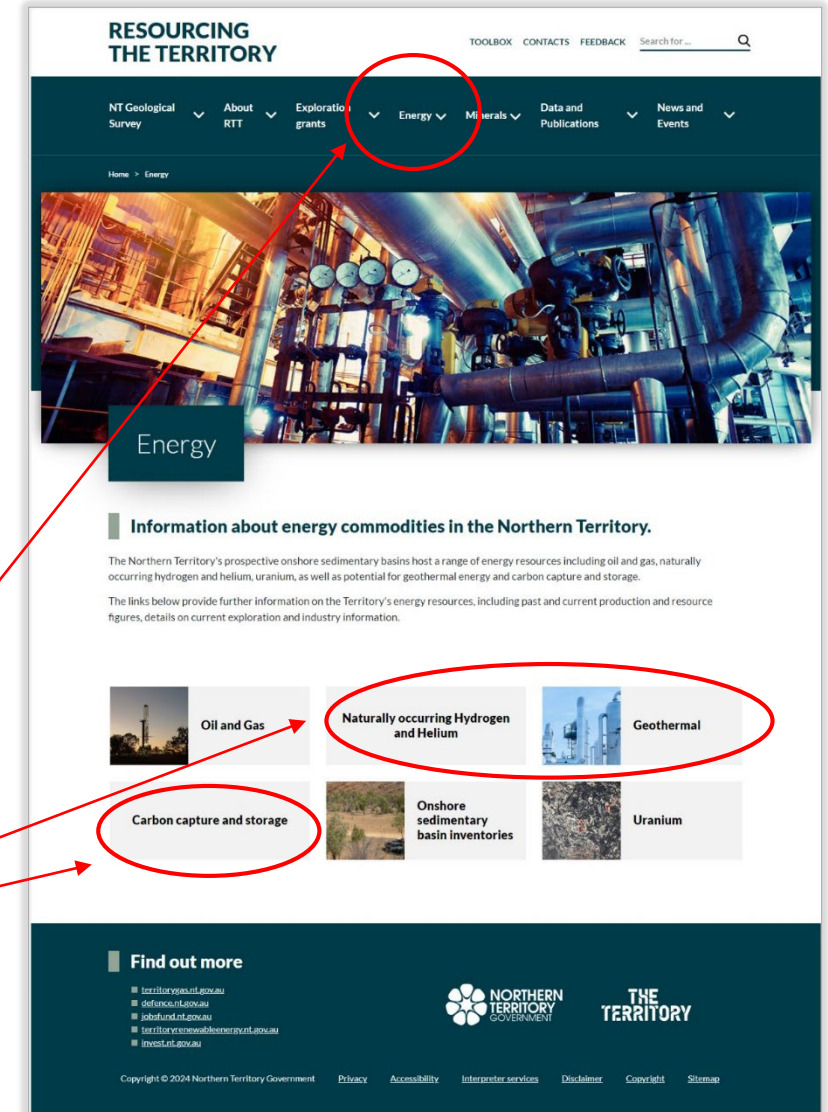 RESOURCING
THE TERRITORY
TOOLBOX CONTACTS FEEDBACK Search for ...
NT Geological
Survey
About
RTT
Exploration
grants
Energy
Minerals
Data and
Publications
News and
Events
Home > Energy
Energy
Information about energy commodities in the Northern Territory.
The Northern Territory's prospective onshore sedimentary basins host a range of energy resources including oil and gas, naturally
occurring hydrogen and helium, uranium, as well as potential for geothermal energy and carbon capture and storage.
The links below provide further information on the Territory's energy resources, including past and current production and resource
figures, details on current exploration and industry information.
Oil and Gas
Naturally occurring Hydrogen
and Helium
Geothermal
Carbon capture and storage
Onshore
sedimentary
basin inventories
Uranium
Find out more
territorygas.nt.gov.au
defence.nt.gov.au
jobsfund.nt.gov.au
territoryrenewableenergy.nt.gov.au
invest.nt.gov.au
NORTHERN
TERRITORY
GOVERNMENT
THE
TERRITORY
Copyright © 2024 Northern Territory Government Privacy Accessibility Interpreter services Disclaimer Copyright Sitemap